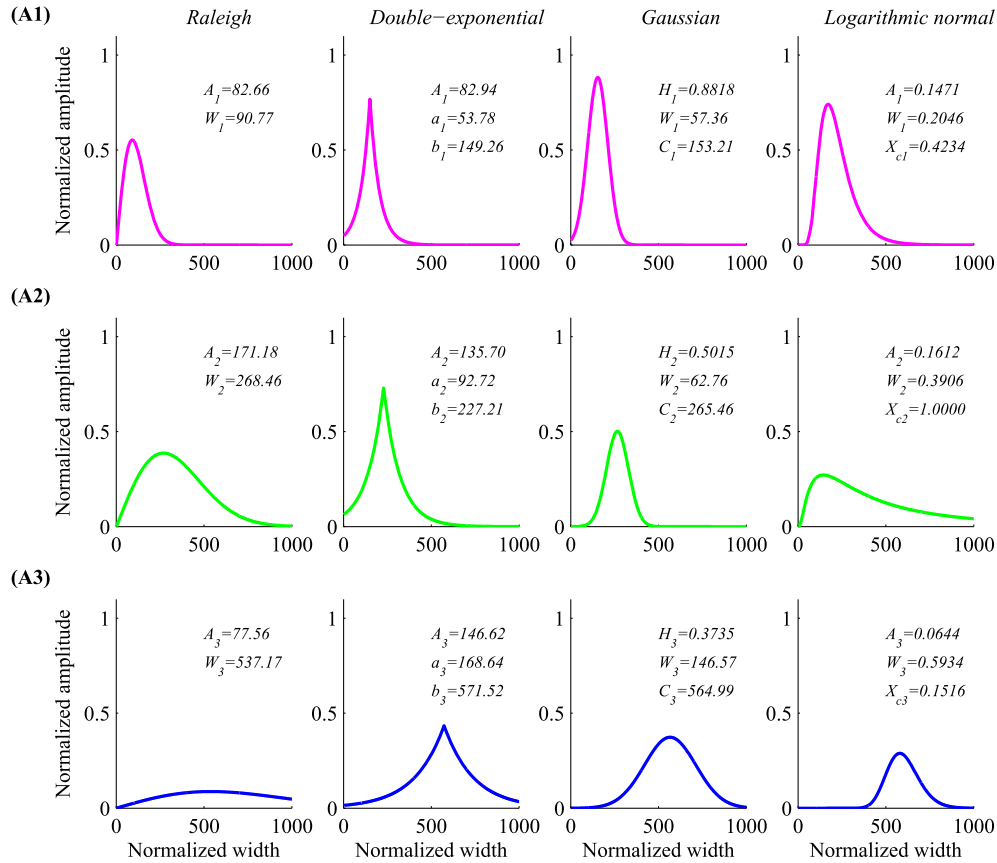 (A1)
Raleigh
Double−exponential
Gaussian
Logarithmic normal
Normalized amplitude
1
0.5
0
0
500
1000
A1=82.66
W1=90.77
1
0.5
0
0
500
1000
A1=82.94
a1=53.78
b1=149.26
1
0.5
0
0
500
1000
H1=0.8818
W1=57.36
C1=153.21
1
0.5
0
0
500
1000
A1=0.1471
W1=0.2046
Xc1=0.4234
(A2)
Normalized amplitude
1
0.5
0
0
500
1000
A2=171.18
W2=268.46
1
0.5
0
0
500
1000
A2=135.70
a2=92.72
b2=227.21
1
0.5
0
0
500
1000
H2=0.5015
W2=62.76
C2=265.46
1
0.5
0
0
500
1000
A2=0.1612
W2=0.3906
Xc2=1.0000
(A3)
Normalized amplitude
1
0.5
0
0
500
1000
A3=77.56
W3=537.17
Normalized width
1
0.5
0
0
500
1000
A3=146.62
a3=168.64
b3=571.52
Normalized width
1
0.5
0
0
500
1000
H3=0.3735
W3=146.57
C3=564.99
Normalized width
1
0.5
0
0
500
1000
A3=0.0644
W3=0.5934
Xc3=0.1516
Normalized width